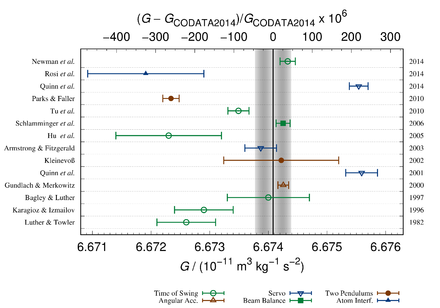 (G − G_CODATA2014)/G_CODATA2014 x 10⁶
−400 −300 −200 −100 0 100 200 300
Newman et al. 2014
Rosi et al. 2014
Quinn et al. 2014
Parks & Faller 2010
Tu et al. 2010
Schlamminger et al. 2006
Hu et al. 2005
Armstrong & Fitzgerald 2003
Kleinevoß 2002
Quinn et al. 2001
Gundlach & Merkowitz 2000
Bagley & Luther 1997
Karagioz & Izmailov 1996
Luther & Towler 1982
6.671 6.672 6.673 6.674 6.675 6.676
G / (10⁻¹¹ m³ kg⁻¹ s⁻²)
Time of Swing Servo Two Pendulums
Angular Acc. Beam Balance Atom Interf.